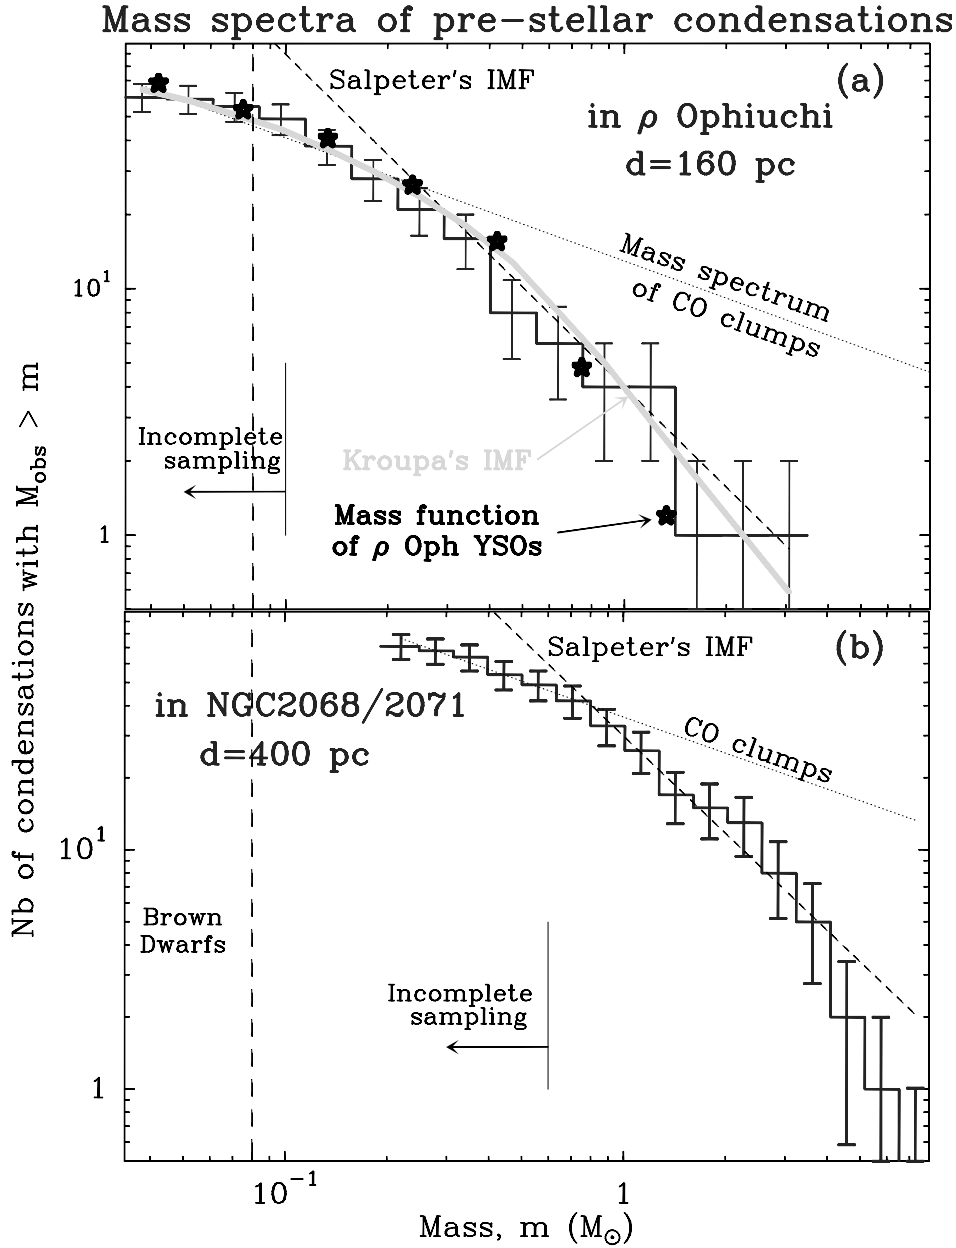 Mass spectra of pre-stellar condensations
Salpeter's IMF
(a)
in ρ Ophiuchi
d=160 pc
Mass spectrum
of CO clumps
10¹
Incomplete
sampling
Kroupa's IMF
Mass function
of ρ Oph YSOs
1
Nb of condensations with M_obs > m
Salpeter's IMF
(b)
in NGC2068/2071
d=400 pc
CO clumps
10¹
Brown
Dwarfs
Incomplete
sampling
1
10⁻¹
1
Mass, m (M☉)